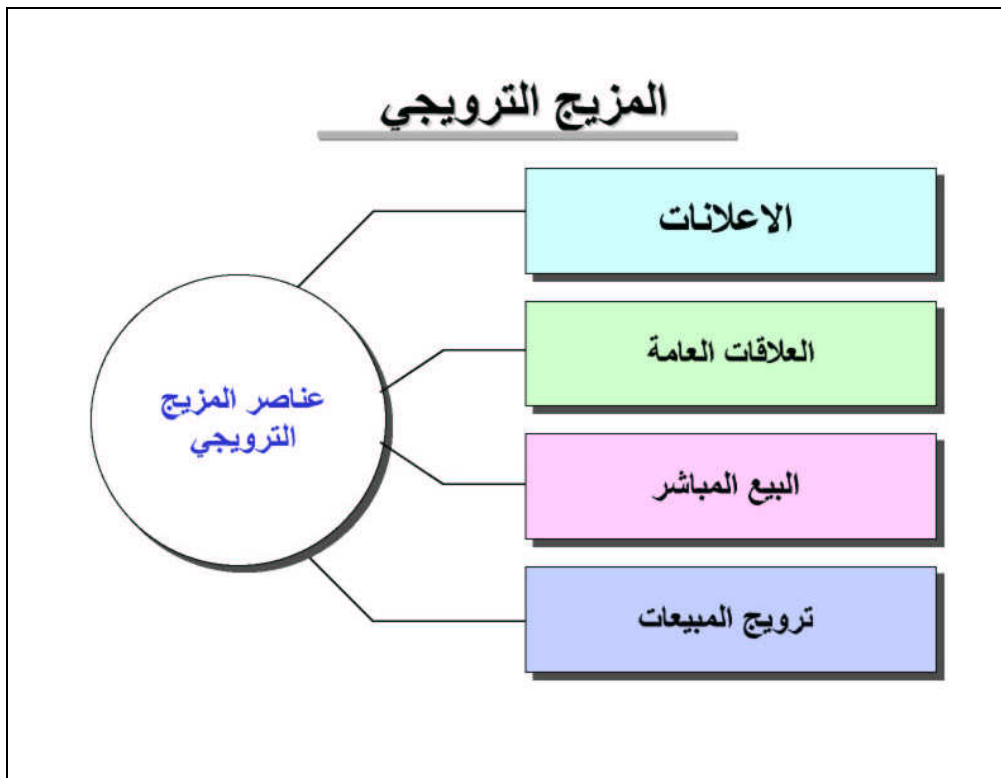 المزيج الترويجي
الاعلانات
العلاقات العامة
عناصر المزيج
الترويجي
البيع المباشر
ترويج المبيعات